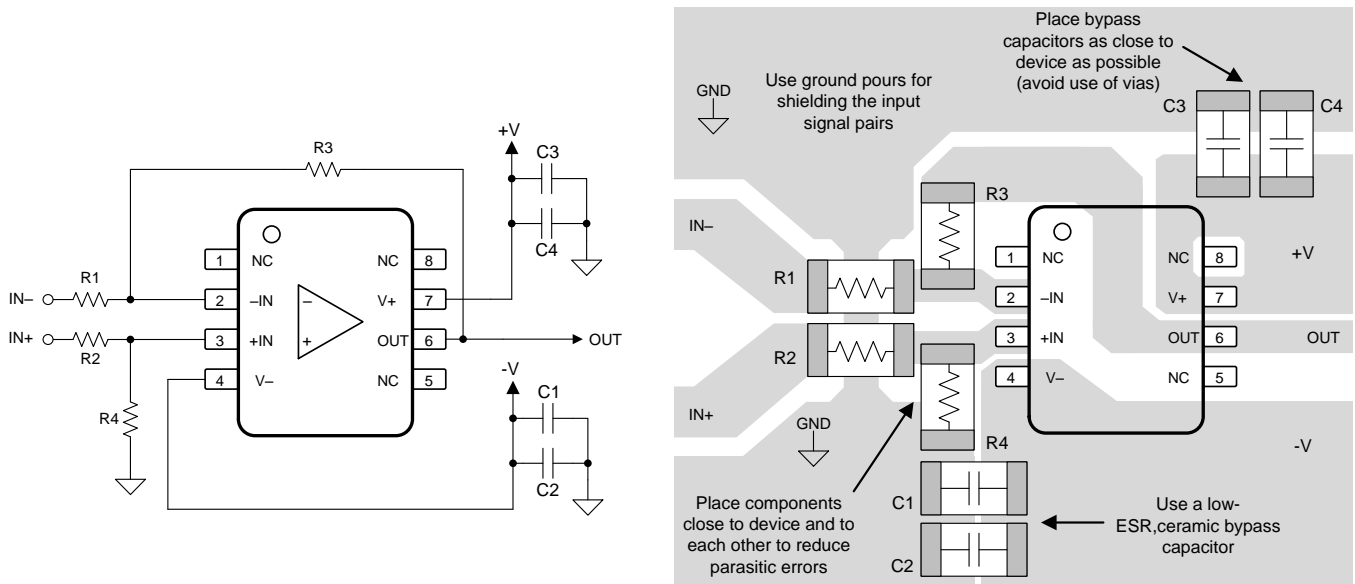 +V
R3
C3
C4
1
NC
NC
8
IN–
R1
2
–IN
–
V+
7
IN+
R2
3
+IN
+
OUT
6
OUT
4
V–
NC
5
-V
R4
C1
C2
Place bypass
capacitors as close to
device as possible
(avoid use of vias)
Use ground pours for
shielding the input
signal pairs
GND
C3
C4
R3
IN–
R1
1
NC
NC
8
+V
2
–IN
V+
7
R2
3
+IN
OUT
6
OUT
4
V–
NC
5
IN+
GND
R4
-V
Place components
close to device and to
each other to reduce
parasitic errors
C1
C2
Use a low-
ESR,ceramic bypass
capacitor